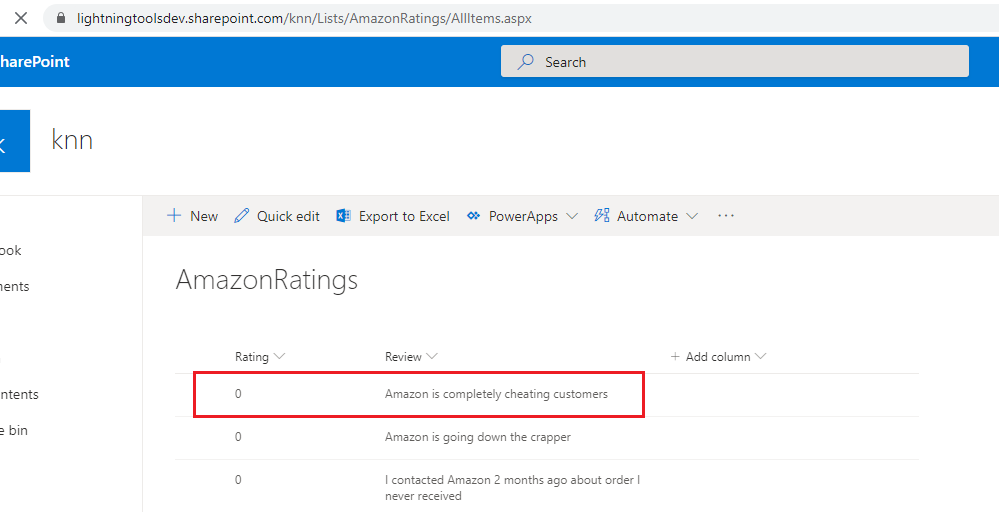 lightningtoolsdev.sharepoint.com/knn/Lists/AmazonRatings/AllItems.aspx
harePoint
Search
knn
New Quick edit Export to Excel PowerApps Automate ...
ook
nents
AmazonRatings
Rating Review + Add column
ntents
0 Amazon is completely cheating customers
e bin
0 Amazon is going down the crapper
0 I contacted Amazon 2 months ago about order I
never received